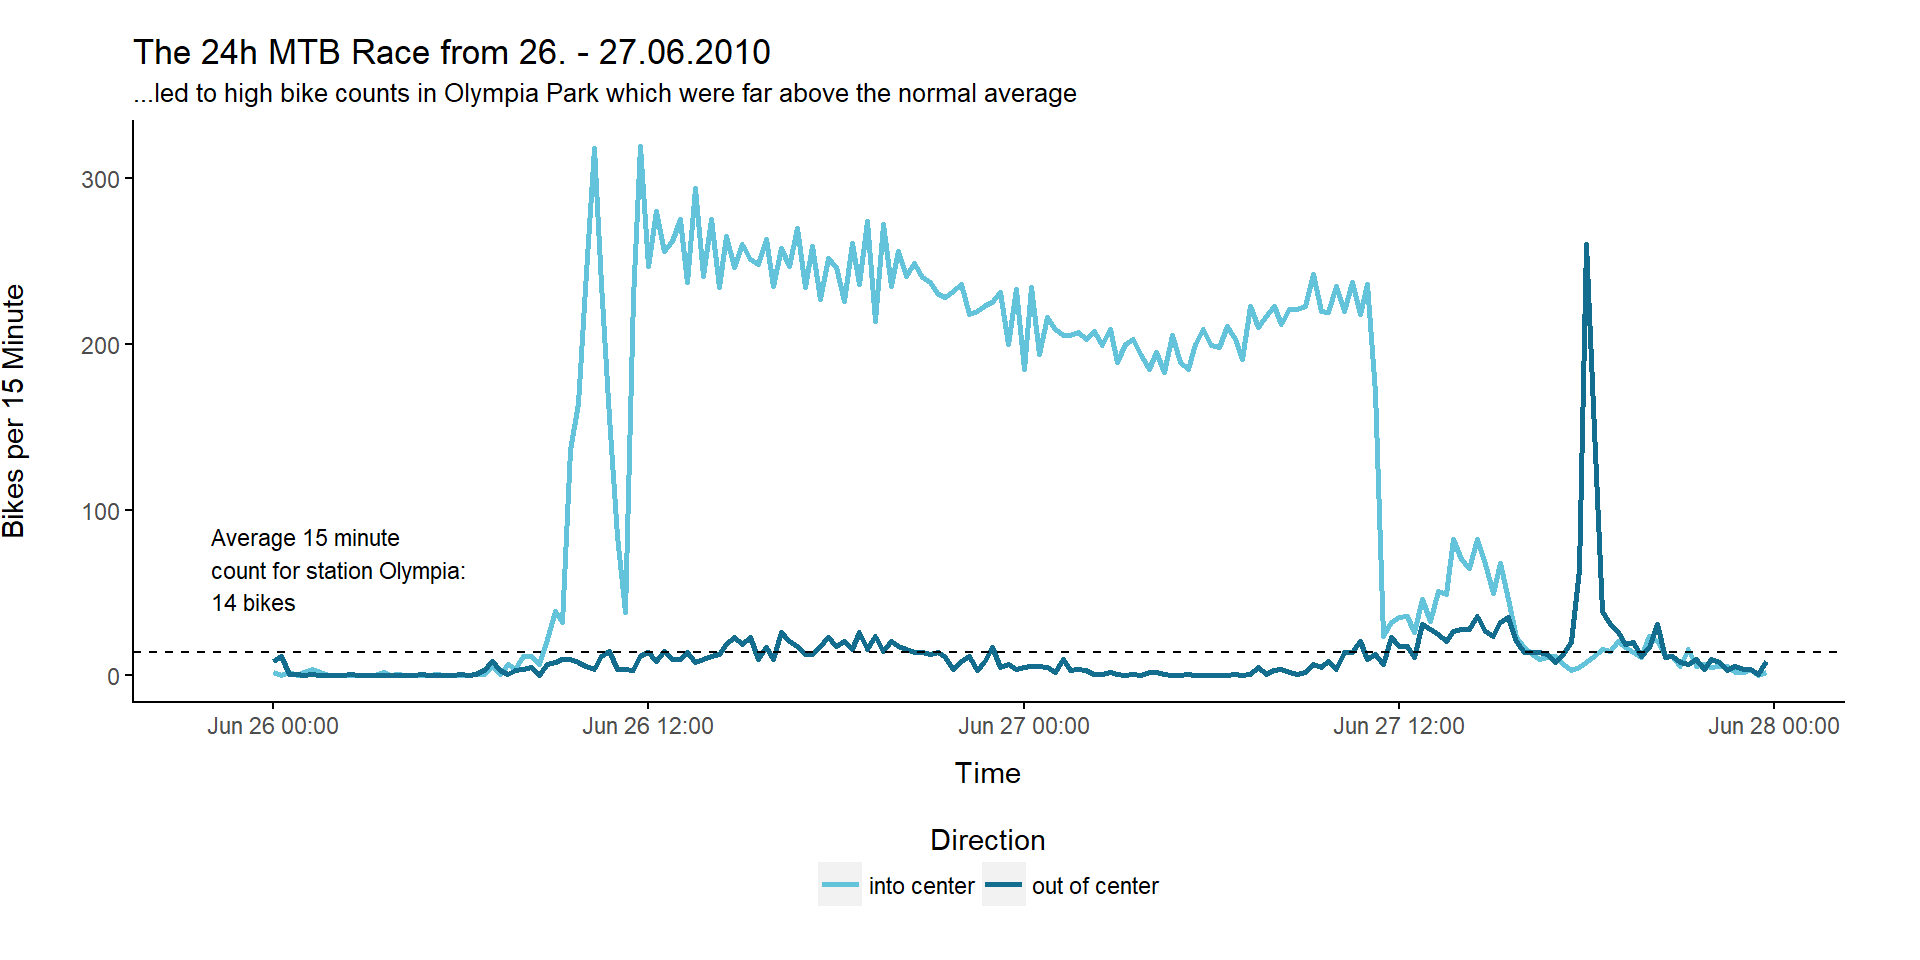 The 24h MTB Race from 26. - 27.06.2010
...led to high bike counts in Olympia Park which were far above the normal average
Bikes per 15 Minute
300
200
100
0
Average 15 minute
count for station Olympia:
14 bikes
Jun 26 00:00
Jun 26 12:00
Jun 27 00:00
Jun 27 12:00
Jun 28 00:00
Time
Direction
into center
out of center